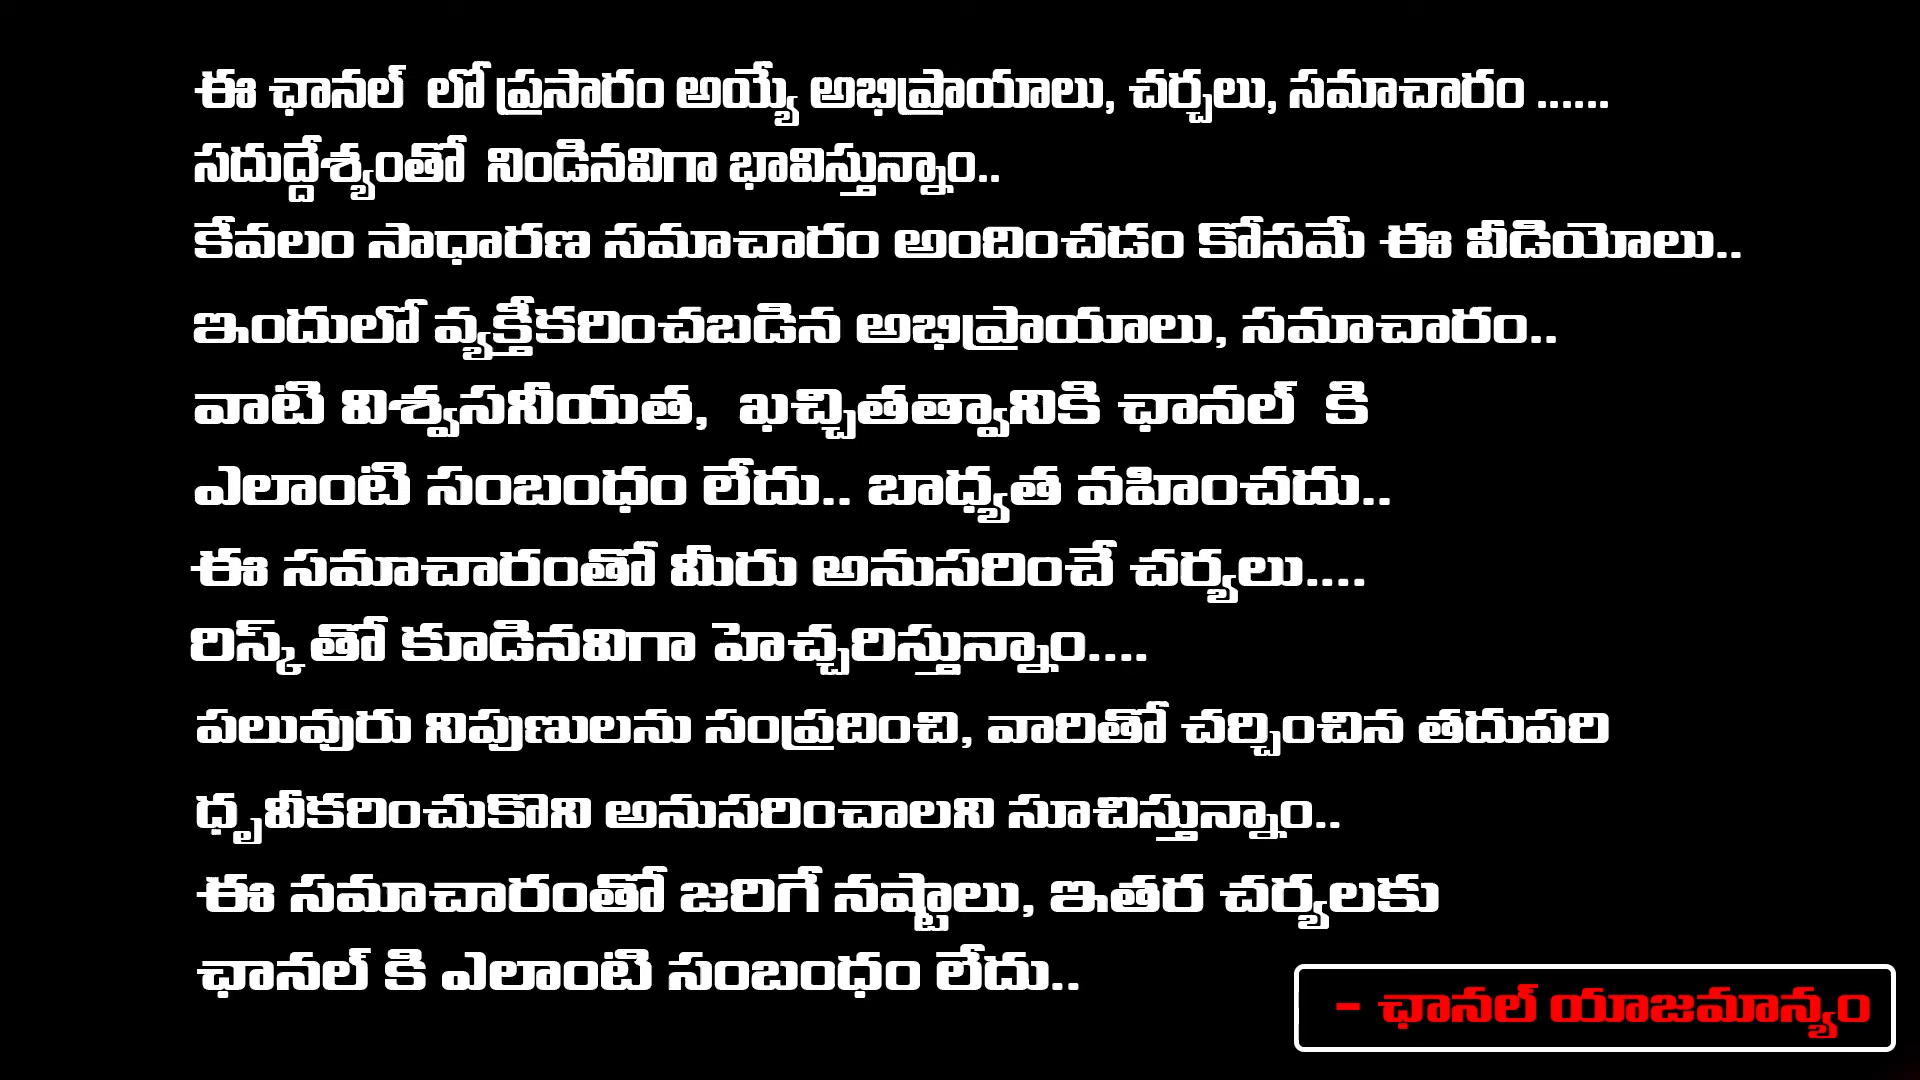 ఈ ఛానల్ లో ప్రసారం అయ్యే అభిప్రాయాలు, చర్చలు, సమాచారం ......
సదుద్దేశ్యంతో నిండినవిగా భావిస్తున్నాం..
కేవలం సాధారణ సమాచారం అందించడం కోసమే ఈ వీడియోలు..
ఇందులో వ్యక్తీకరించబడిన అభిప్రాయాలు, సమాచారం..
వాటి విశ్వసనీయత, ఖచ్చితత్వానికి ఛానల్ కి
ఎలాంటి సంబంధం లేదు.. బాధ్యత వహించదు..
ఈ సమాచారంతో మీరు అనుసరించే చర్యలు....
రిస్క్ తో కూడినవిగా హెచ్చరిస్తున్నాం....
పలువురు నిపుణులను సంప్రదించి, వారితో చర్చించిన తదుపరి
ధృవీకరించుకొని అనుసరించాలని సూచిస్తున్నాం..
ఈ సమాచారంతో జరిగే నష్టాలు, ఇతర చర్యలకు
ఛానల్ కి ఎలాంటి సంబంధం లేదు..
- ఛానల్ యాజమాన్యం